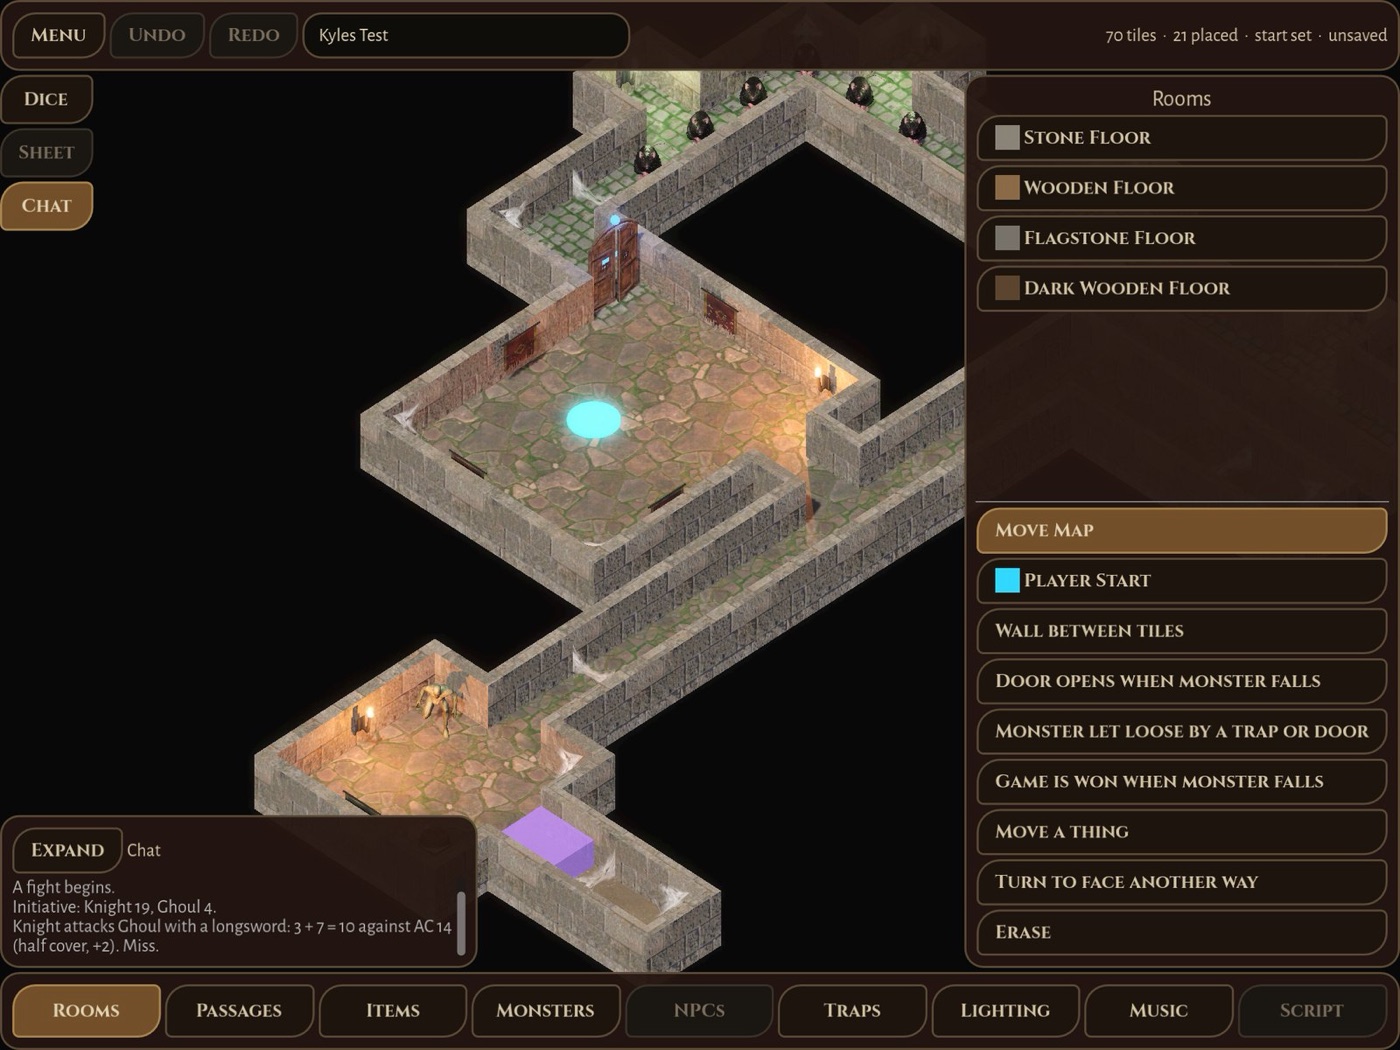 Menu
Undo
Redo
Kyles Test
70 tiles · 21 placed · start set · unsaved
Dice
Sheet
Chat
Rooms
Stone Floor
Wooden Floor
Flagstone Floor
Dark Wooden Floor
Move Map
Player Start
Wall between tiles
Door opens when monster falls
Monster let loose by a trap or door
Game is won when monster falls
Move a thing
Turn to face another way
Erase
Expand
Chat
A fight begins.
Initiative: Knight 19, Ghoul 4.
Knight attacks Ghoul with a longsword: 3 + 7 = 10 against AC 14
(half cover, +2). Miss.
Rooms
Passages
Items
Monsters
NPCs
Traps
Lighting
Music
Script